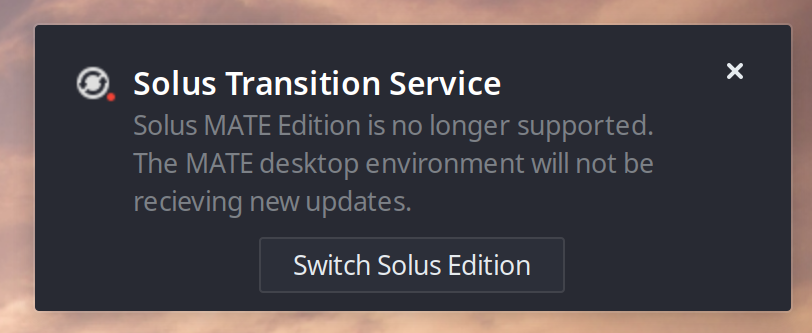 Solus Transition Service
Solus MATE Edition is no longer supported.
The MATE desktop environment will not be
recieving new updates.
Switch Solus Edition